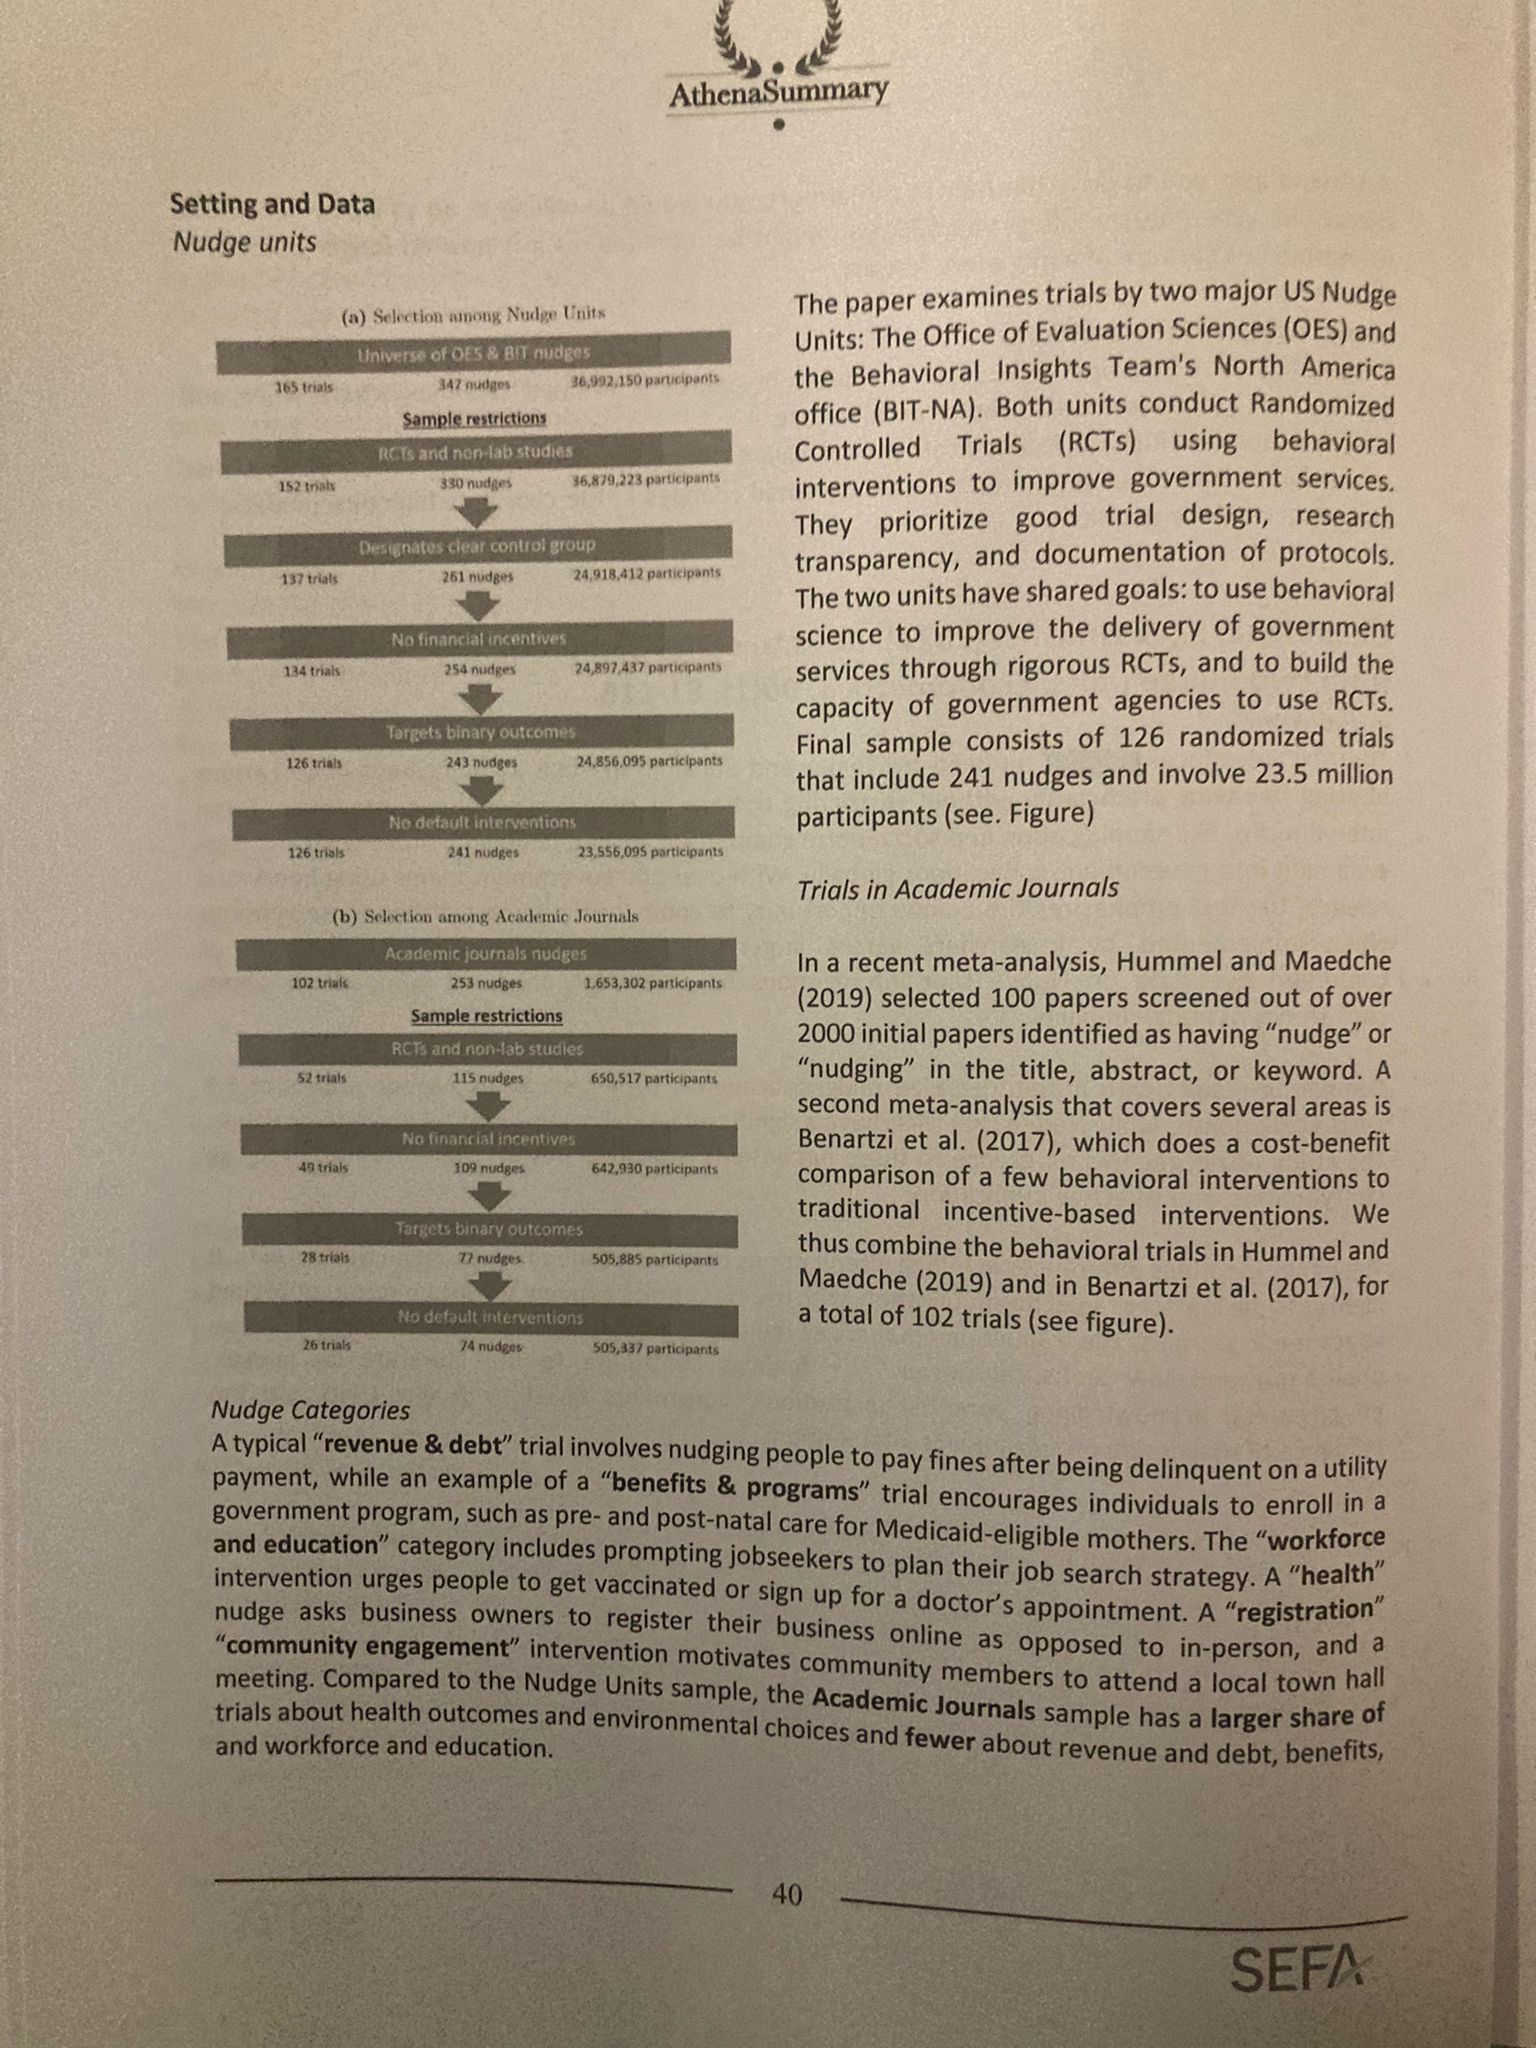 AthenaSummary
Setting and Data
Nudge units
(a) Selection among Nudge Units
Universe of OES & BIT nudges
165 trials 347 nudges 36,992,150 participants
Sample restrictions
RCTs and non-lab studies
152 trials 330 nudges 36,879,223 participants
Designates clear control group
137 trials 261 nudges 24,918,412 participants
No financial incentives
134 trials 254 nudges 24,897,437 participants
Targets binary outcomes
126 trials 243 nudges 24,856,095 participants
No default interventions
126 trials 241 nudges 23,556,095 participants
(b) Selection among Academic Journals
Academic journals nudges
102 trials 253 nudges 1,653,302 participants
Sample restrictions
RCTs and non-lab studies
52 trials 115 nudges 650,517 participants
No financial incentives
49 trials 109 nudges 642,930 participants
Targets binary outcomes
28 trials 77 nudges 505,885 participants
No default interventions
26 trials 74 nudges 505,337 participants
The paper examines trials by two major US Nudge
Units: The Office of Evaluation Sciences (OES) and
the Behavioral Insights Team's North America
office (BIT-NA). Both units conduct Randomized
Controlled Trials (RCTs) using behavioral
interventions to improve government services.
They prioritize good trial design, research
transparency, and documentation of protocols.
The two units have shared goals: to use behavioral
science to improve the delivery of government
services through rigorous RCTs, and to build the
capacity of government agencies to use RCTs.
Final sample consists of 126 randomized trials
that include 241 nudges and involve 23.5 million
participants (see. Figure)
Trials in Academic Journals
In a recent meta-analysis, Hummel and Maedche
(2019) selected 100 papers screened out of over
2000 initial papers identified as having “nudge” or
“nudging” in the title, abstract, or keyword. A
second meta-analysis that covers several areas is
Benartzi et al. (2017), which does a cost-benefit
comparison of a few behavioral interventions to
traditional incentive-based interventions. We
thus combine the behavioral trials in Hummel and
Maedche (2019) and in Benartzi et al. (2017), for
a total of 102 trials (see figure).
Nudge Categories
A typical “revenue & debt” trial involves nudging people to pay fines after being delinquent on a utility
payment, while an example of a “benefits & programs” trial encourages individuals to enroll in a
government program, such as pre- and post-natal care for Medicaid-eligible mothers. The “workforce
and education” category includes prompting jobseekers to plan their job search strategy. A “health”
intervention urges people to get vaccinated or sign up for a doctor’s appointment. A “registration”
nudge asks business owners to register their business online as opposed to in-person, and a
“community engagement” intervention motivates community members to attend a local town hall
meeting. Compared to the Nudge Units sample, the Academic Journals sample has a larger share of
trials about health outcomes and environmental choices and fewer about revenue and debt, benefits,
and workforce and education.
40
SEFA